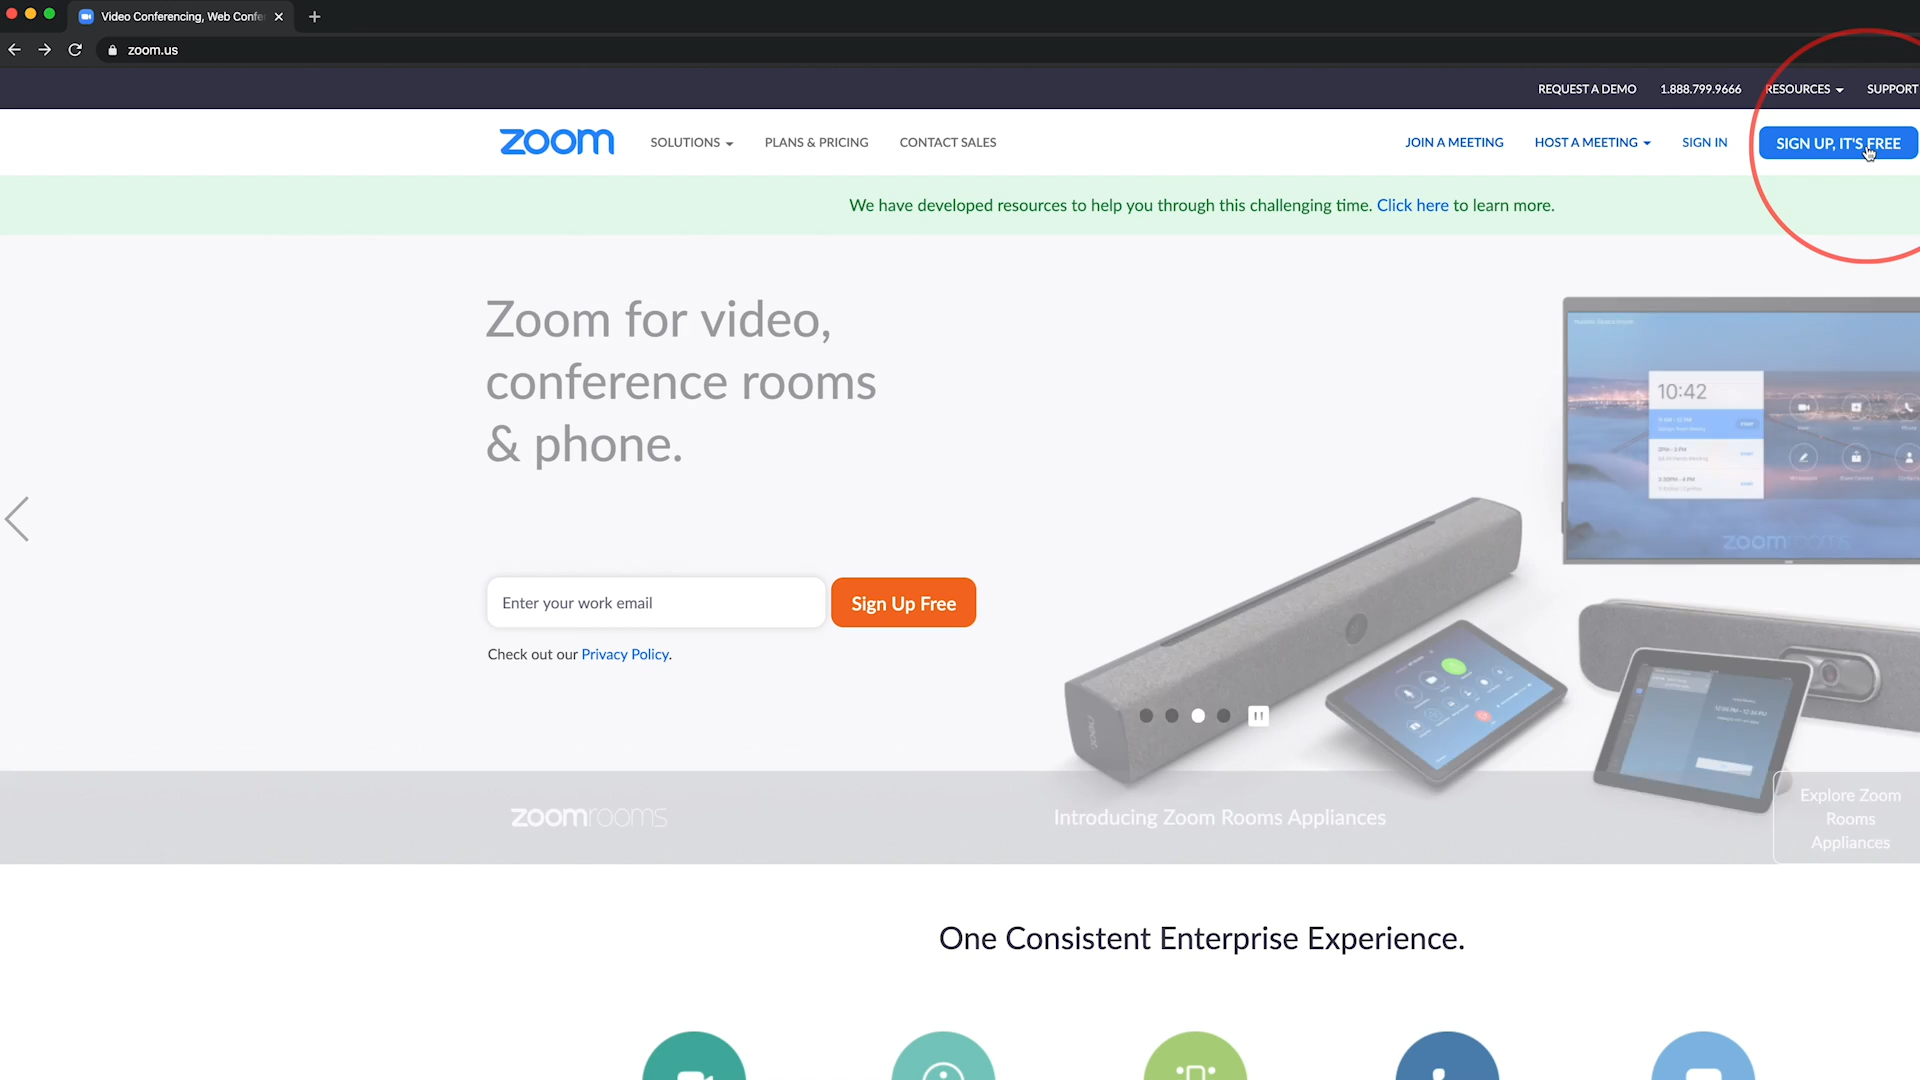 Video Conferencing, Web Confe
zoom.us
REQUEST A DEMO
1.888.799.9666
RESOURCES
SUPPORT
zoom
SOLUTIONS
PLANS & PRICING
CONTACT SALES
JOIN A MEETING
HOST A MEETING
SIGN IN
SIGN UP, IT'S FREE
We have developed resources to help you through this challenging time. Click here to learn more.
Zoom for video,
conference rooms
& phone.
10:42
zoomrooms
Enter your work email
Sign Up Free
Check out our Privacy Policy.
zoomrooms
Introducing Zoom Rooms Appliances
Explore Zoom
Rooms
Appliances
One Consistent Enterprise Experience.